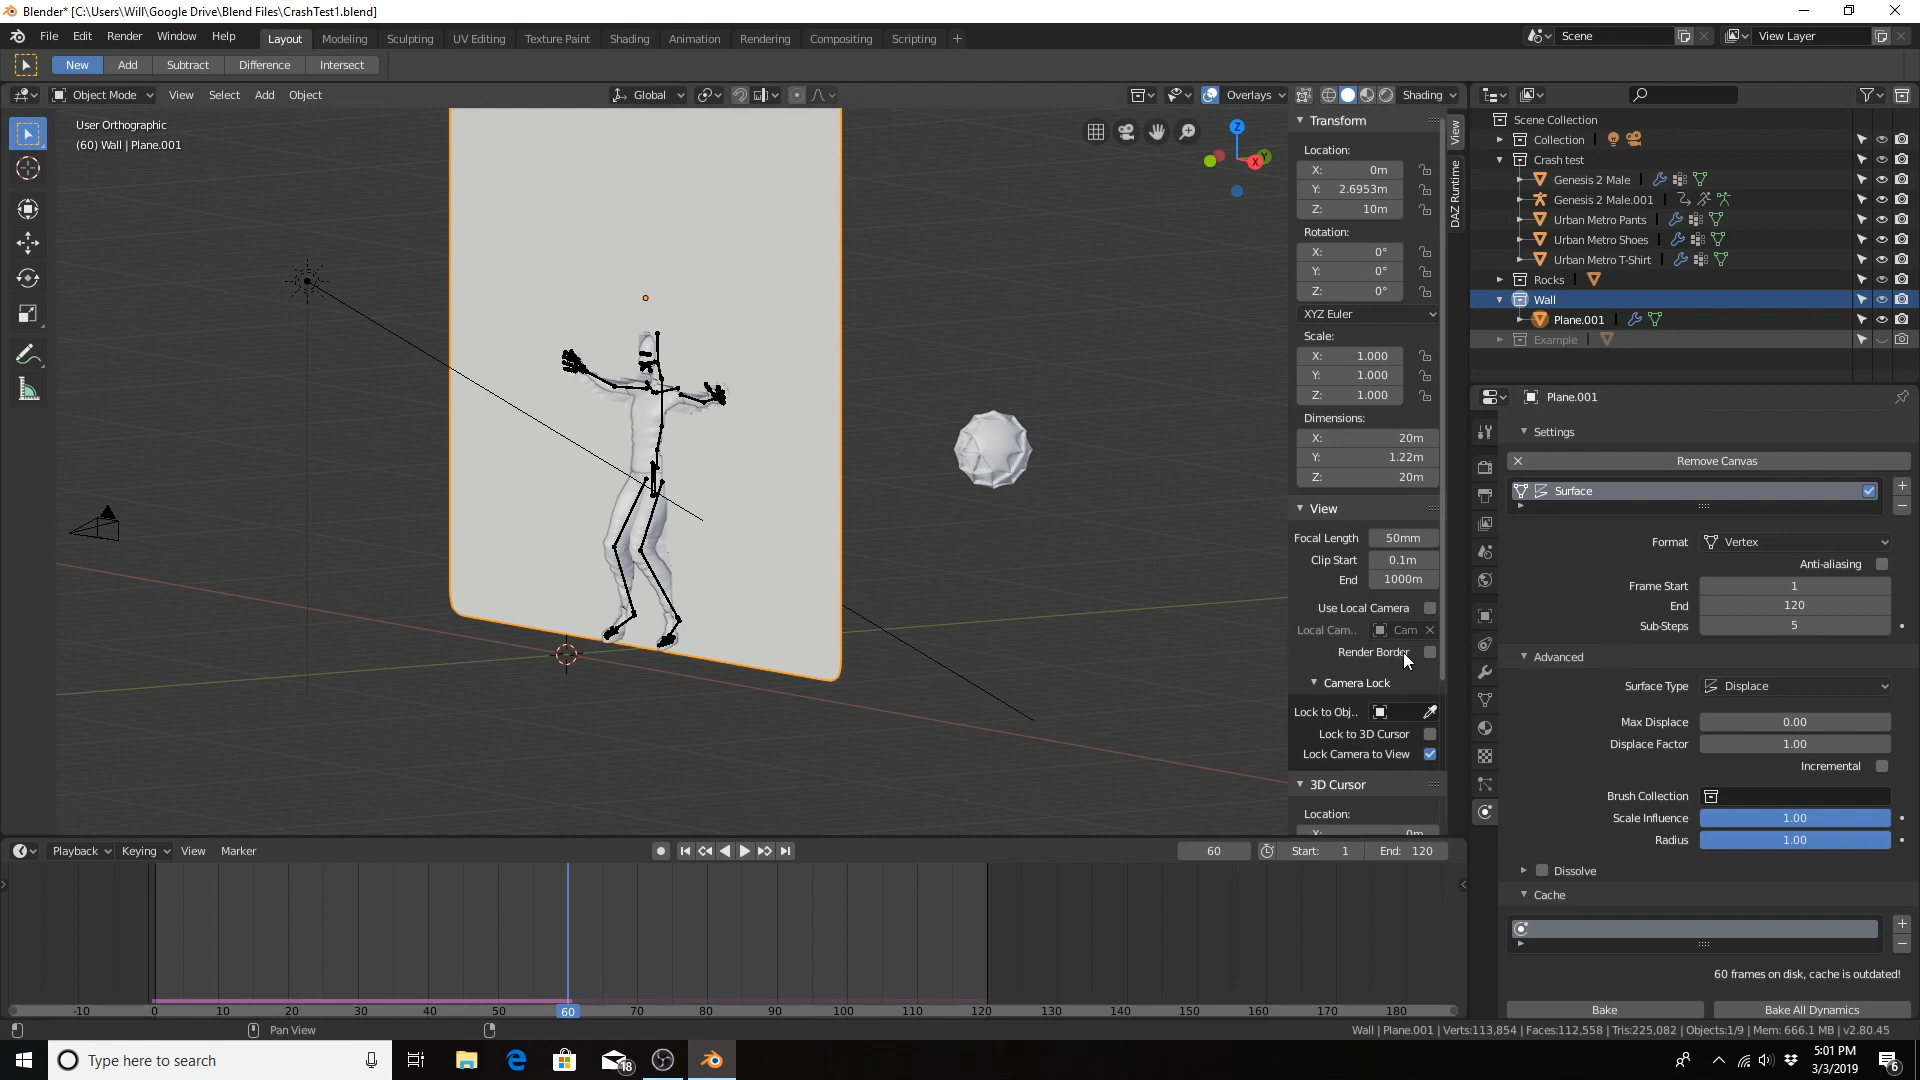 Blender* [C:\Users\Will\Google Drive\Blend Files\CrashTest1.blend]
File Edit Render Window Help Layout Modeling Sculpting UV Editing Texture Paint Shading Animation Rendering Compositing Scripting + Scene View Layer
New Add Subtract Difference Intersect
Object Mode View Select Add Object Global Overlays Shading
User Orthographic
(60) Wall | Plane.001
Z
Y
X
Transform
Location:
X: 0m
Y: 2.6953m
Z: 10m
Rotation:
X: 0°
Y: 0°
Z: 0°
XYZ Euler
Scale:
X: 1.000
Y: 1.000
Z: 1.000
Dimensions:
X: 20m
Y: 1.22m
Z: 20m
View
Focal Length 50mm
Clip Start 0.1m
End 1000m
Use Local Camera
Local Cam.. Cam
Render Border
Camera Lock
Lock to Obj..
Lock to 3D Cursor
Lock Camera to View
3D Cursor
Location:
X: 0m
View
DAZ Runtime
Scene Collection
Collection
Crash test
Genesis 2 Male
Genesis 2 Male.001
Urban Metro Pants
Urban Metro Shoes
Urban Metro T-Shirt
Rocks
Wall
Plane.001
Example
Plane.001
Settings
Remove Canvas
Surface
Format Vertex
Anti-aliasing
Frame Start 1
End 120
Sub-Steps 5
Advanced
Surface Type Displace
Max Displace 0.00
Displace Factor 1.00
Incremental
Brush Collection
Scale Influence 1.00
Radius 1.00
Dissolve
Cache
60 frames on disk, cache is outdated!
Bake Bake All Dynamics
Playback Keying View Marker 60 Start: 1 End: 120
-10 0 10 20 30 40 50 60 70 80 90 100 110 120 130 140 150 160 170 180
Pan View Wall | Plane.001 | Verts:113,854 | Faces:112,558 | Tris:225,082 | Objects:1/9 | Mem: 666.1 MB | v2.80.45
Type here to search 18 5:01 PM
3/3/2019 6